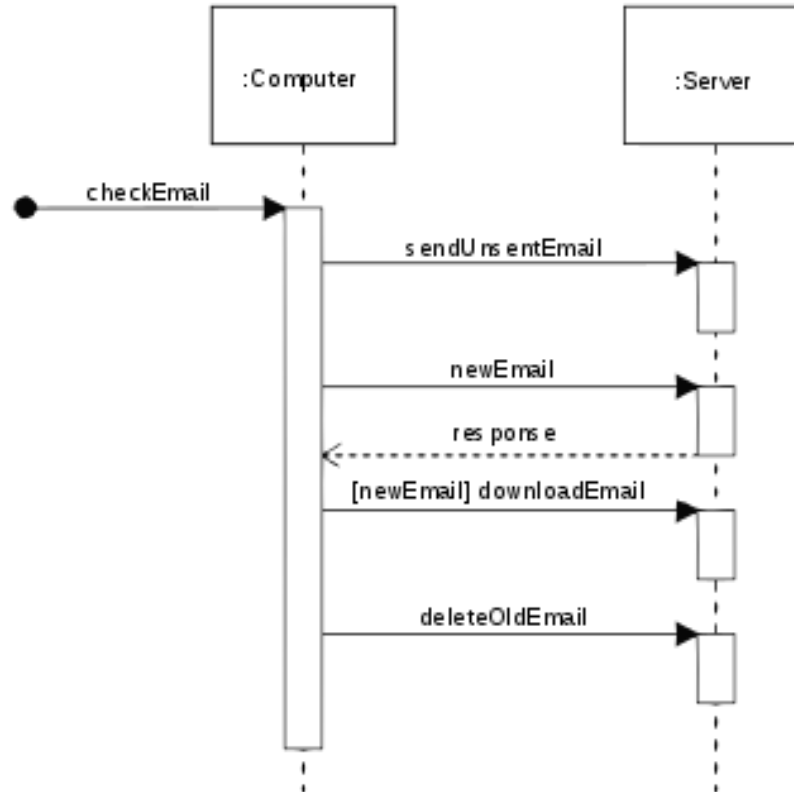 :Computer
:Server
checkEmail
sendUnsentEmail
newEmail
response
[newEmail] downloadEmail
deleteOldEmail